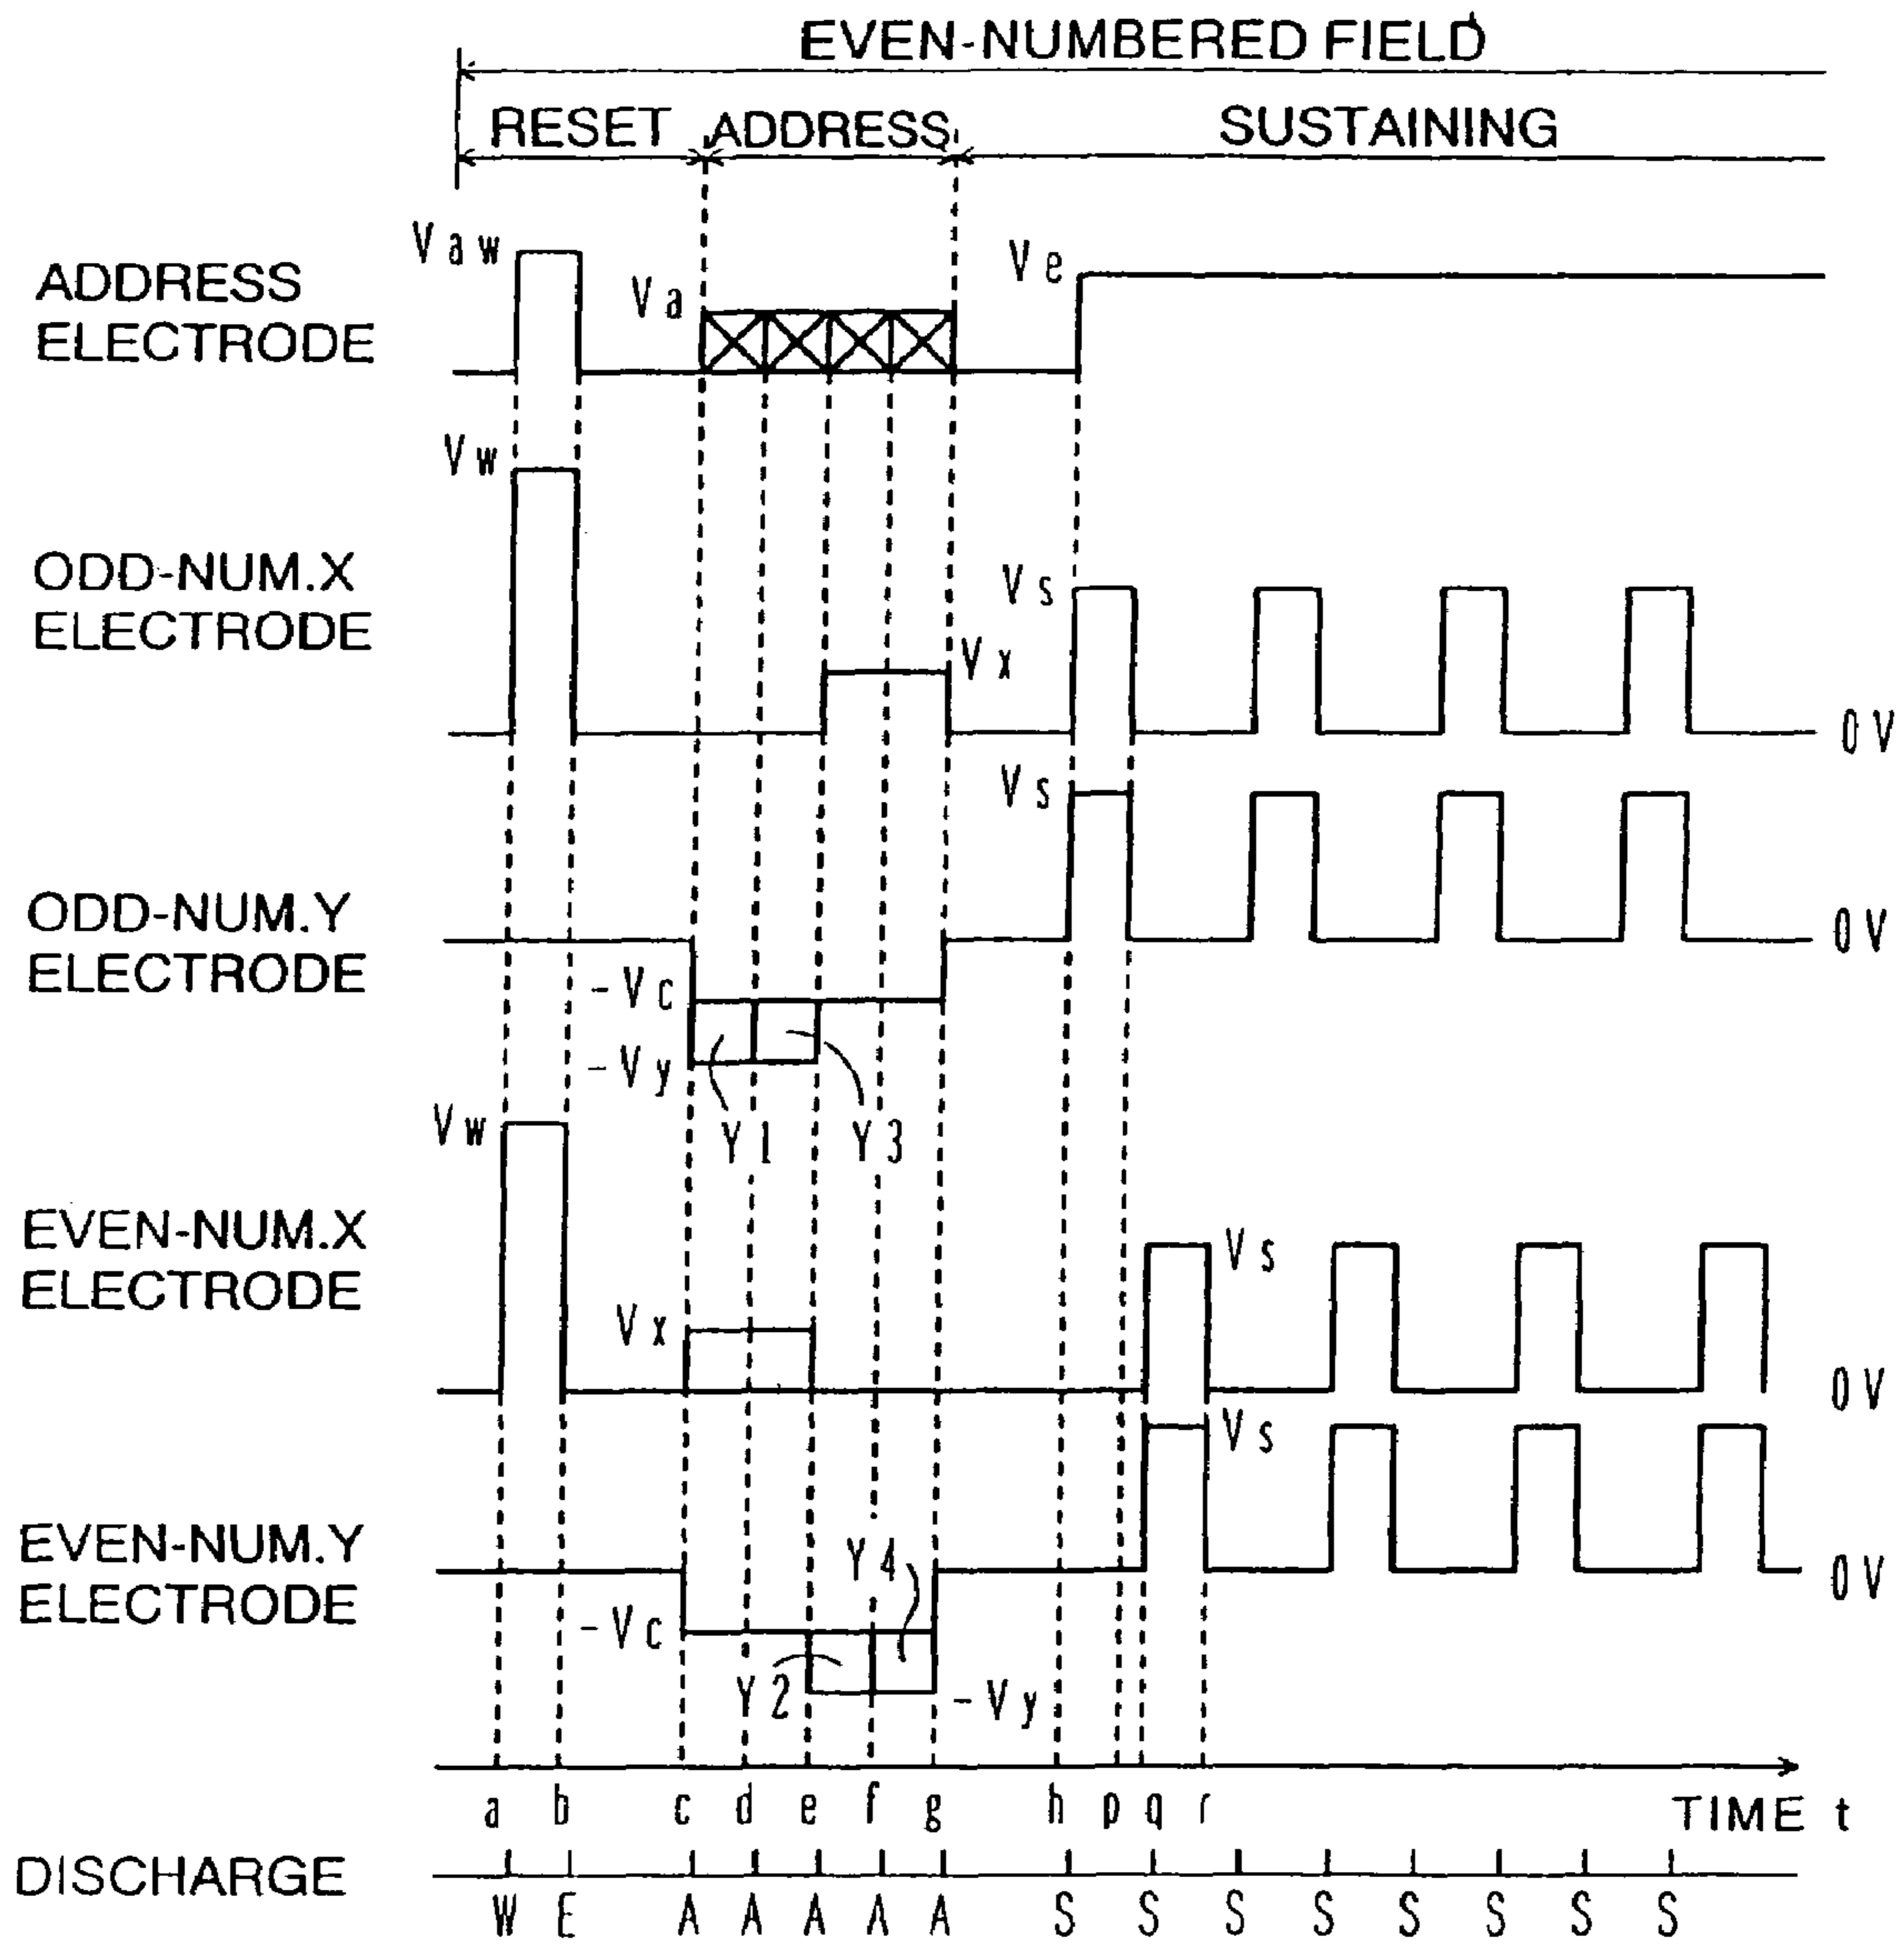 EVEN-NUMBERED FIELD
RESET ADDRESS SUSTAINING
Vaw
Va
Ve
ADDRESS
ELECTRODE
Vw
ODD-NUM.X
ELECTRODE
Vs
Vx
0V
Vs
ODD-NUM.Y
ELECTRODE
0V
-Vc
-Vy
Y1 Y3
Vw
EVEN-NUM.X
ELECTRODE
Vs
Vx
0V
Vs
EVEN-NUM.Y
ELECTRODE
Y4
0V
-Vc
Y2
-Vy
a b c d e f g h p q r TIME t
DISCHARGE
W E A A A A A S S S S S S S S